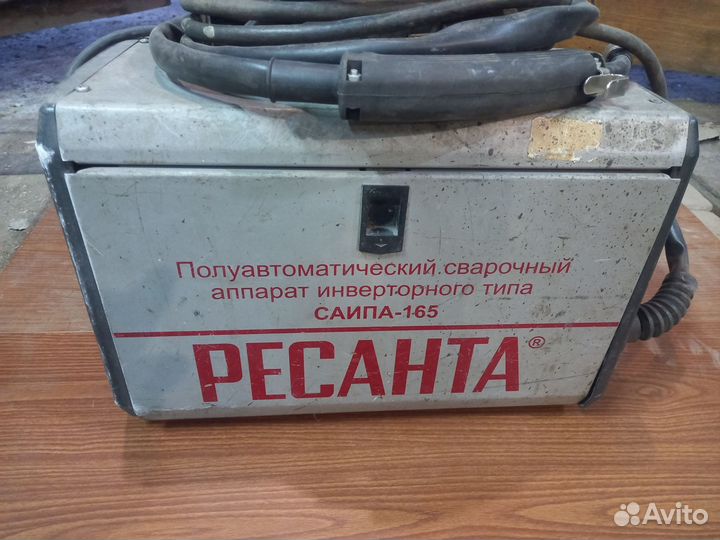 Полуавтоматический сварочный
аппарат инверторного типа
САИПА-165
РЕСАНТА®
Avito